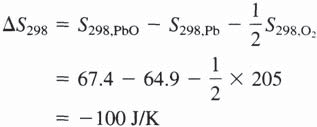 ΔS298 = S298,PbO − S298,Pb − 1/2 S298,O2
= 67.4 − 64.9 − 1/2 × 205
= −100 J/K